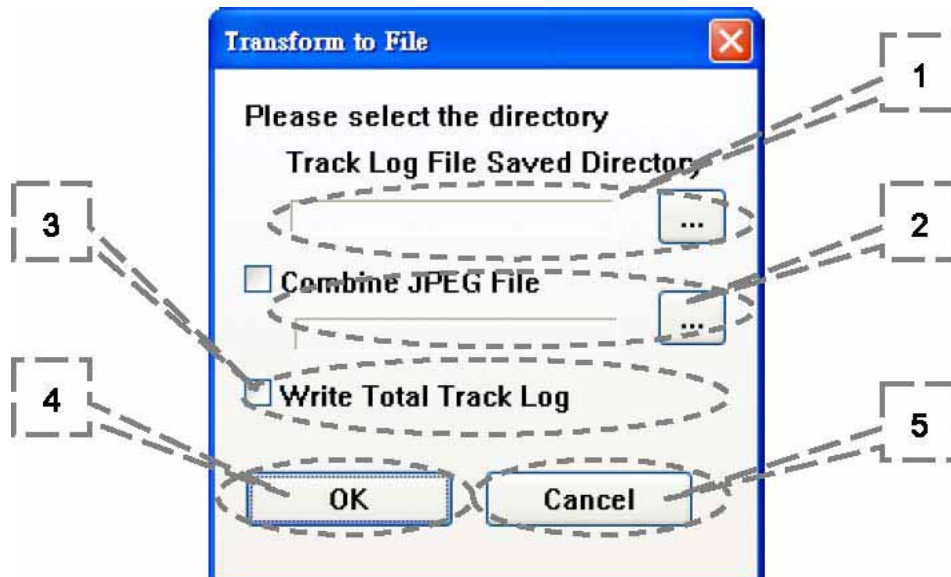 Transform to File
1
Please select the directory
Track Log File Saved Directory
...
3
2
Combine JPEG File
...
4
Write Total Track Log
5
OK
Cancel